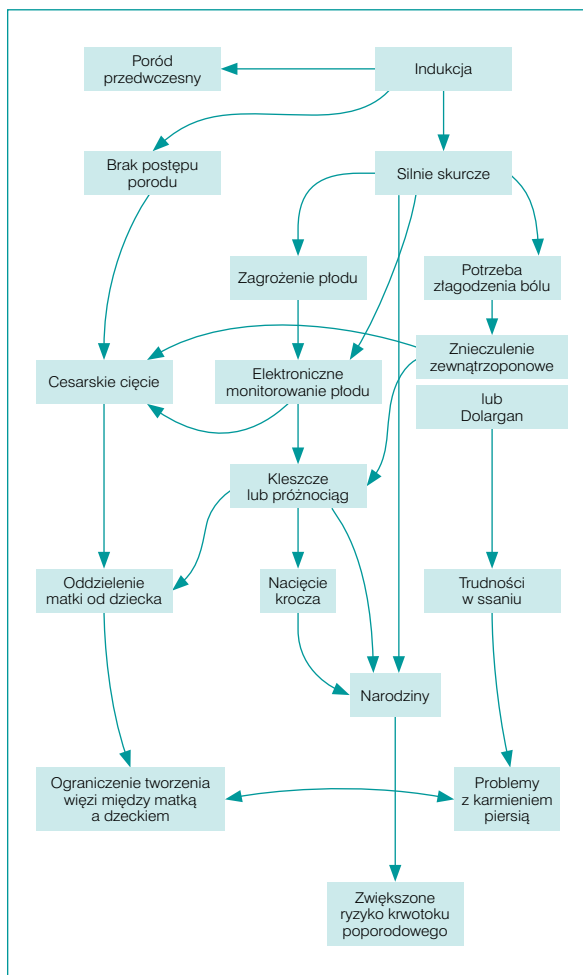 Poród
przedwczesny
Indukcja
Brak postępu
porodu
Silnie skurcze
Zagrożenie płodu
Potrzeba
złagodzenia bólu
Cesarskie cięcie
Elektroniczne
monitorowanie płodu
Znieczulenie
zewnątrzoponowe
lub
Dolargan
Kleszcze
lub próżnociąg
Oddzielenie
matki od dziecka
Nacięcie
krocza
Trudności
w ssaniu
Narodziny
Ograniczenie tworzenia
więzi między matką
a dzeckiem
Problemy
z karmieniem
piersią
Zwiększone
ryzyko krwotoku
poporodowego